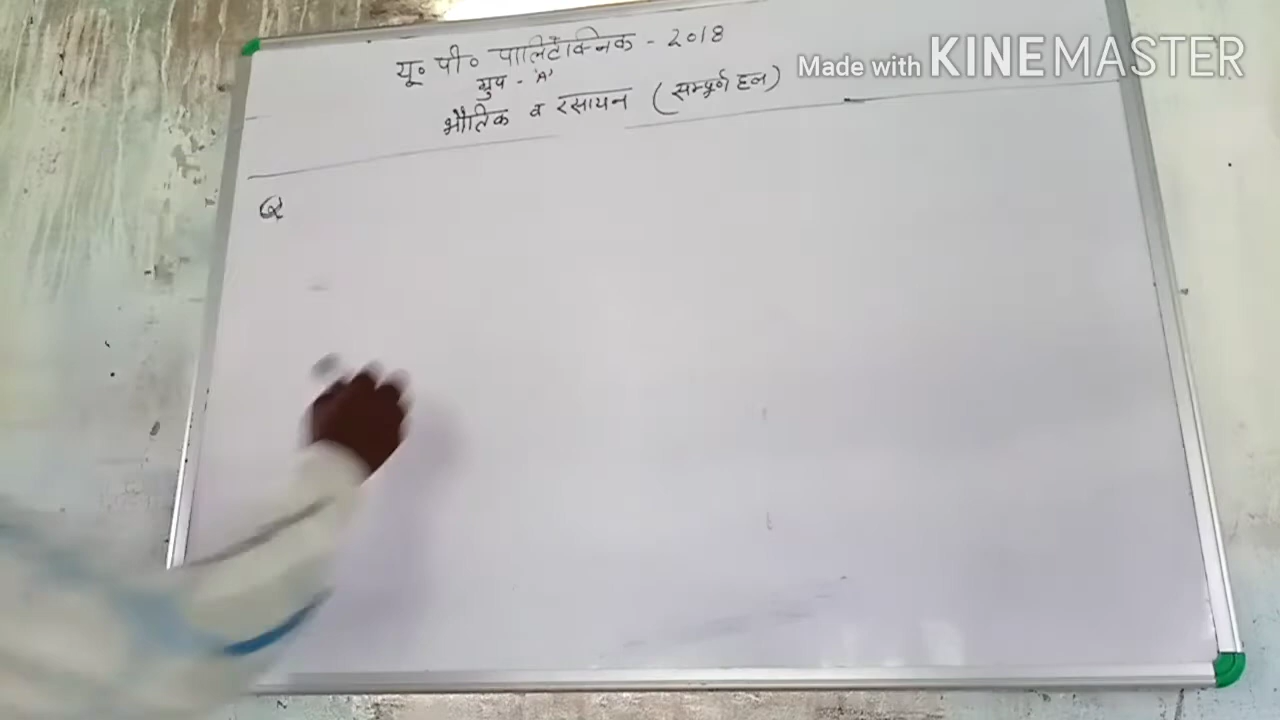 Made with KINEMASTER
यू० पी० पालिटेक्निक - 2018
ग्रुप - 'A'
भौतिक व रसायन (सम्पूर्ण हल)
Q